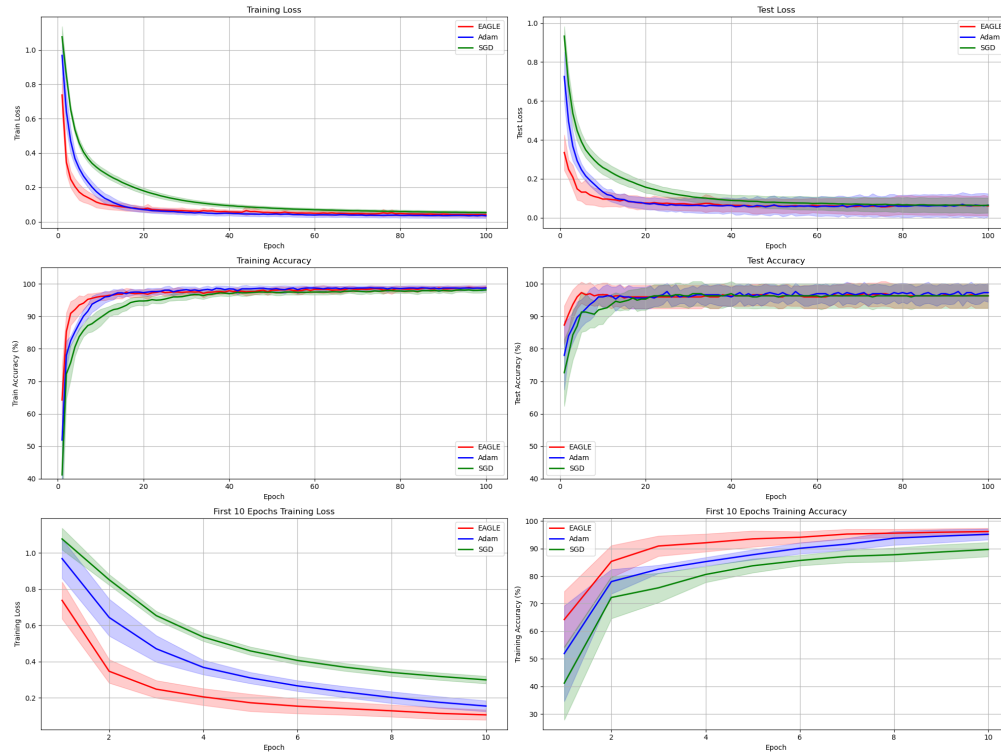 Training Loss
Train Loss
1.0
0.8
0.6
0.4
0.2
0.0
0 20 40 60 80 100
Epoch
EAGLE
Adam
SGD
Test Loss
Test Loss
1.0
0.8
0.6
0.4
0.2
0.0
0 20 40 60 80 100
Epoch
EAGLE
Adam
SGD
Training Accuracy
Train Accuracy (%)
100
90
80
70
60
50
40
0 20 40 60 80 100
Epoch
EAGLE
Adam
SGD
Test Accuracy
Test Accuracy (%)
100
90
80
70
60
50
40
0 20 40 60 80 100
Epoch
EAGLE
Adam
SGD
First 10 Epochs Training Loss
Training Loss
1.0
0.8
0.6
0.4
0.2
2 4 6 8 10
Epoch
EAGLE
Adam
SGD
First 10 Epochs Training Accuracy
Training Accuracy (%)
100
90
80
70
60
50
40
30
2 4 6 8 10
Epoch
EAGLE
Adam
SGD